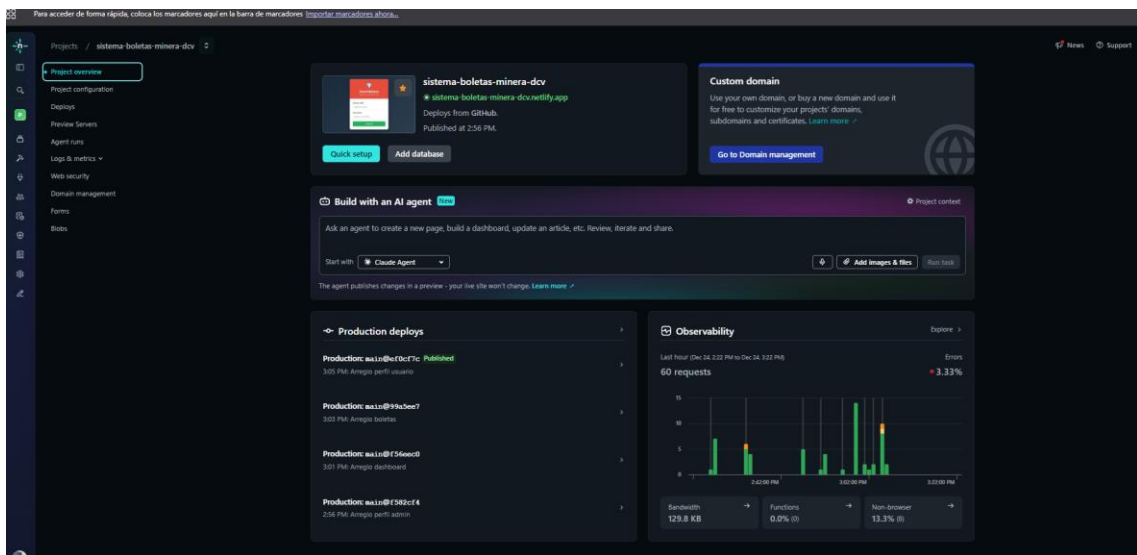 Para acceder de forma rápida, coloca los marcadores aquí en la barra de marcadores Importar marcadores ahora...
Projects / sistema-boletas-minera-dcv
News Support
Project overview
Project configuration
Deploys
Preview Servers
Agent runs
Logs & metrics
Web security
Domain management
Forms
Blobs
sistema-boletas-minera-dcv
sistema-boletas-minera-dcv.netlify.app
Deploys from GitHub.
Published at 2:56 PM.
Quick setup Add database
Custom domain
Use your own domain, or buy a new domain and use it
for free to customize your projects' domains,
subdomains and certificates. Learn more
Go to Domain management
Build with an AI agent New
Project context
Ask an agent to create a new page, build a dashboard, update an article, etc. Review, iterate and share.
Start with Claude Agent
Add images & files Run task
The agent publishes changes in a preview - your live site won't change. Learn more
Production deploys
Production: main@ef0cf7c Published
3:05 PM: Arregio perfil usuario
Production: main@99a5ee7
3:03 PM: Arregio boletas
Production: main@f56eec0
3:01 PM: Arregio dashboard
Production: main@f502cf4
2:56 PM: Arregio perfil admin
Observability Explore
Last hour (Dec 24, 2:22 PM to Dec 24, 3:22 PM) Errors
60 requests 3.33%
15
10
5
0
2:42:00 PM 3:02:00 PM 3:22:00 PM
Bandwidth Functions Non-browser
129.8 KB 0.0% (0) 13.3% (8)